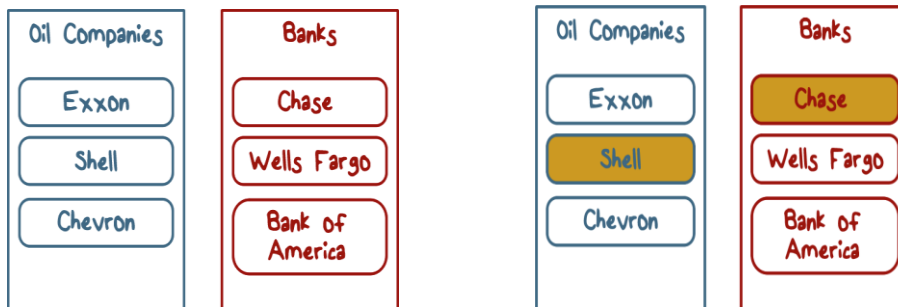 Oil Companies
Exxon
Shell
Chevron
Banks
Chase
Wells Fargo
Bank of
America
Oil Companies
Exxon
Shell
Chevron
Banks
Chase
Wells Fargo
Bank of
America